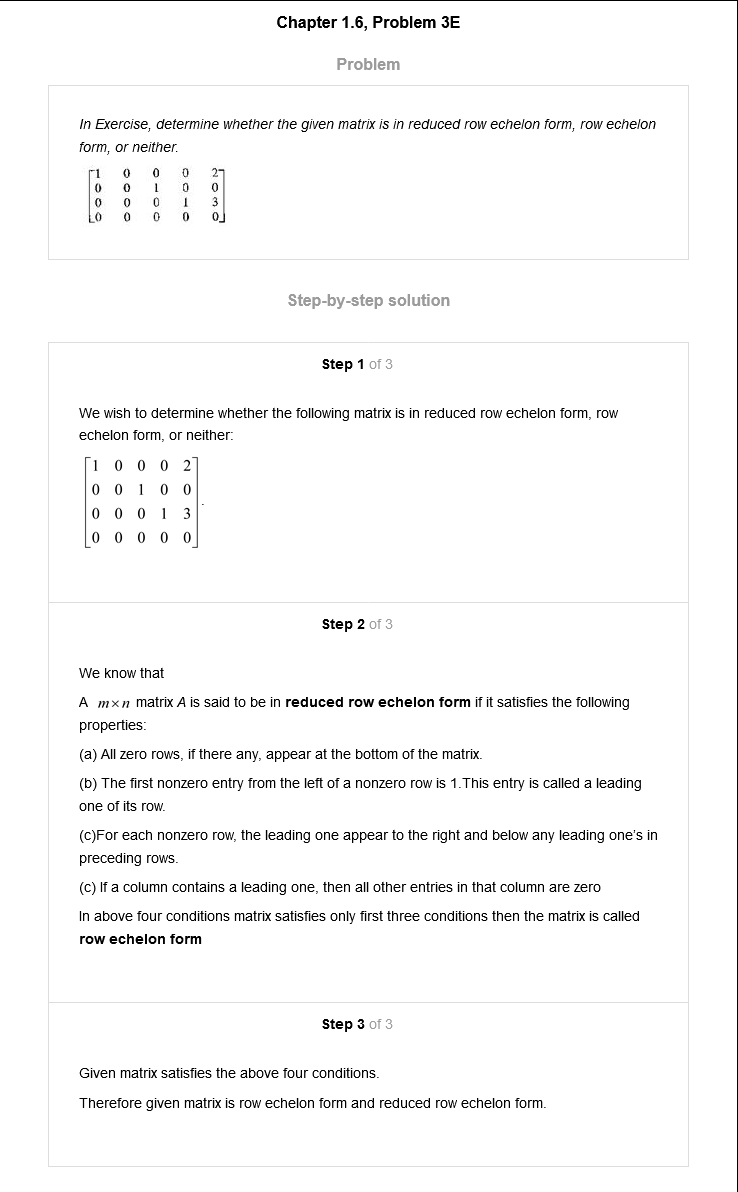 Chapter 1.6, Problem 3E
Problem
In Exercise, determine whether the given matrix is in reduced row echelon form, row echelon
form, or neither.
1 0 0 0 2
0 0 1 0 0
0 0 0 1 3
0 0 0 0 0
Step-by-step solution
Step 1 of 3
We wish to determine whether the following matrix is in reduced row echelon form, row
echelon form, or neither:
1 0 0 0 2
0 0 1 0 0
0 0 0 1 3
0 0 0 0 0 .
Step 2 of 3
We know that
A m×n matrix A is said to be in reduced row echelon form if it satisfies the following
properties:
(a) All zero rows, if there any, appear at the bottom of the matrix.
(b) The first nonzero entry from the left of a nonzero row is 1.This entry is called a leading
one of its row.
(c)For each nonzero row, the leading one appear to the right and below any leading one's in
preceding rows.
(c) If a column contains a leading one, then all other entries in that column are zero
In above four conditions matrix satisfies only first three conditions then the matrix is called
row echelon form
Step 3 of 3
Given matrix satisfies the above four conditions.
Therefore given matrix is row echelon form and reduced row echelon form.